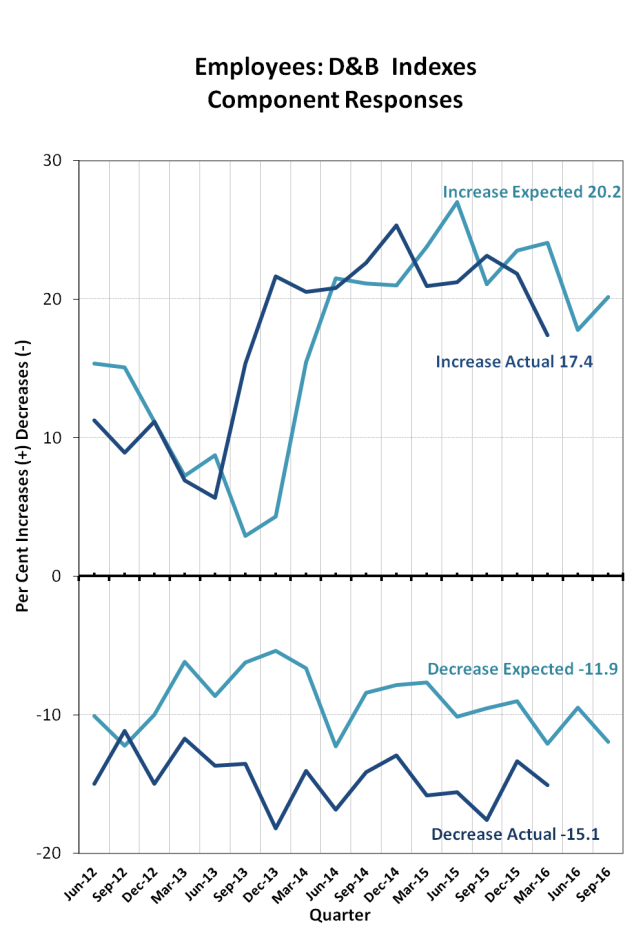 Employees: D&B Indexes
Component Responses
Per Cent Increases (+) Decreases (-)
30
20
10
0
-10
-20
Increase Expected 20.2
Increase Actual 17.4
Decrease Expected -11.9
Decrease Actual -15.1
Jun-12
Sep-12
Dec-12
Mar-13
Jun-13
Sep-13
Dec-13
Mar-14
Jun-14
Sep-14
Dec-14
Mar-15
Jun-15
Sep-15
Dec-15
Mar-16
Jun-16
Sep-16
Quarter